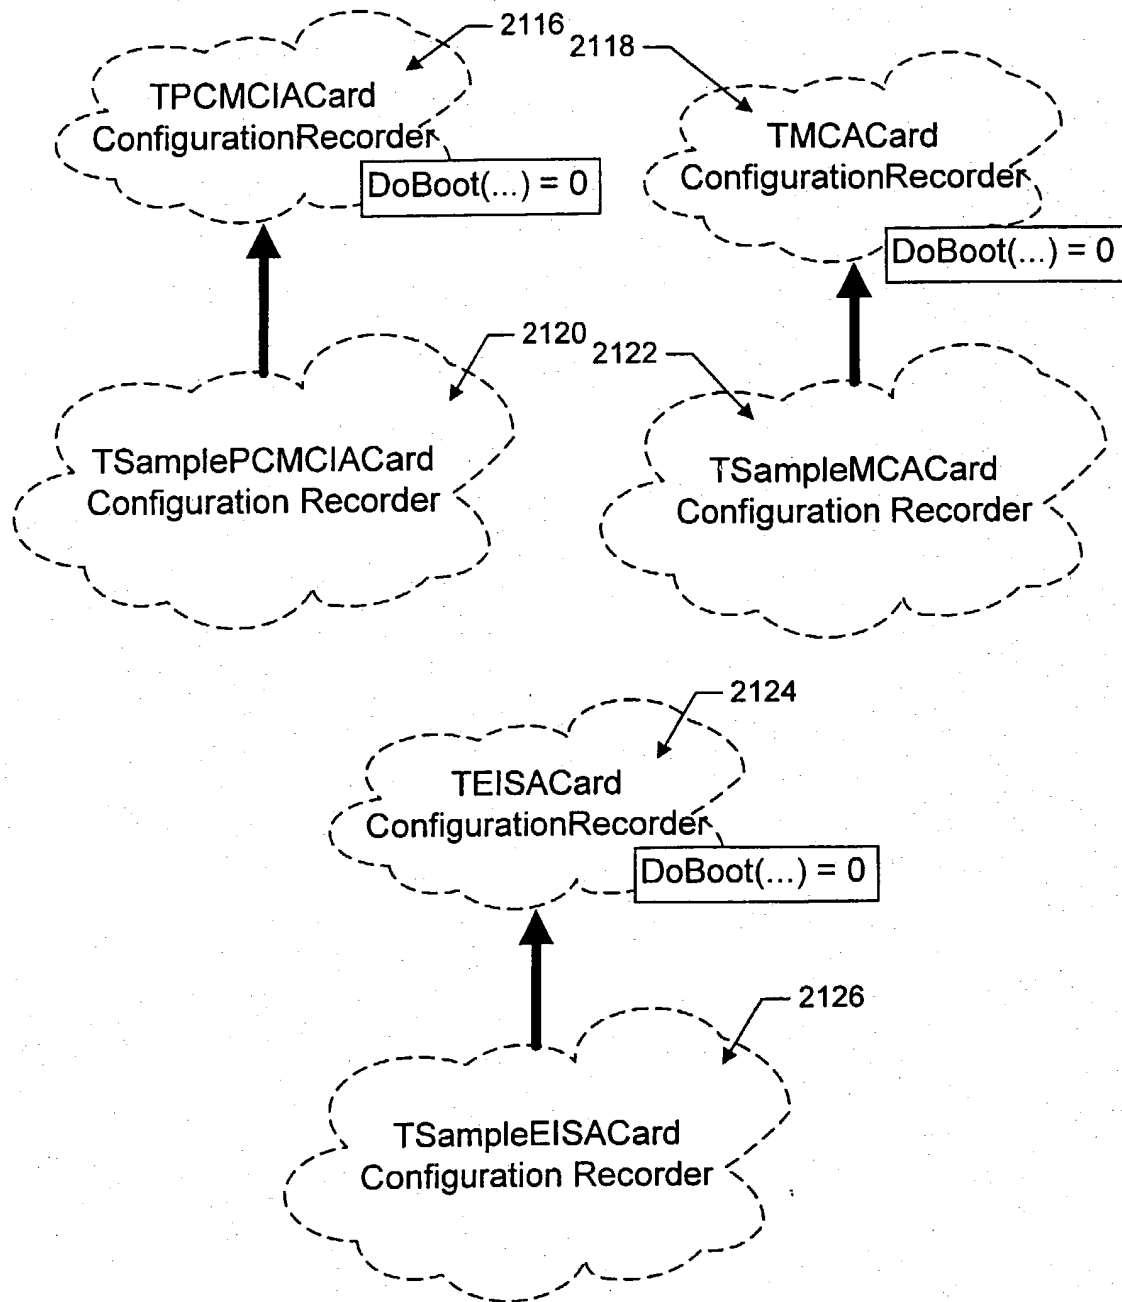 2116
2118
TPCMCIACard
ConfigurationRecorder
DoBoot(...) = 0
TMCACard
ConfigurationRecorder
DoBoot(...) = 0
2120
2122
TSamplePCMCIACard
Configuration Recorder
TSampleMCACard
Configuration Recorder
2124
TEISACard
ConfigurationRecorder
DoBoot(...) = 0
2126
TSampleEISACard
Configuration Recorder